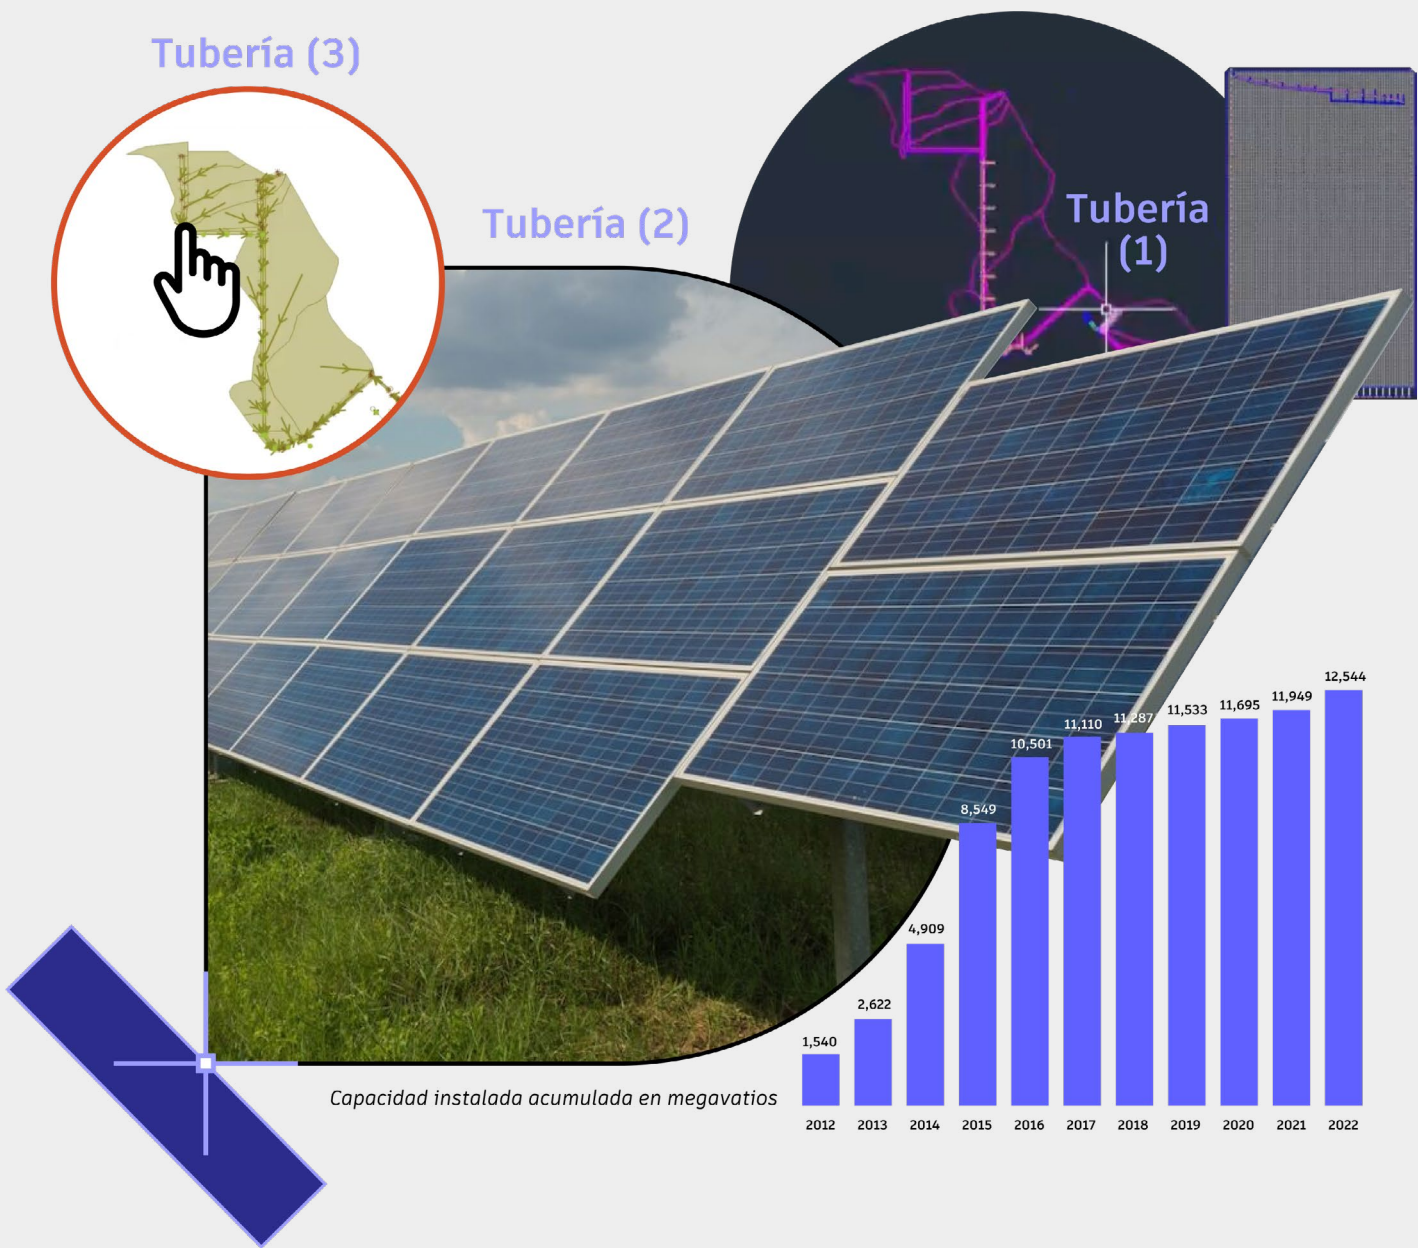 Tubería (3)
Tubería (2)
Tubería
(1)
12,544
11,949
11,695
11,533
11,287
11,110
10,501
8,549
4,909
2,622
1,540
Capacidad instalada acumulada en megavatios
2012 2013 2014 2015 2016 2017 2018 2019 2020 2021 2022